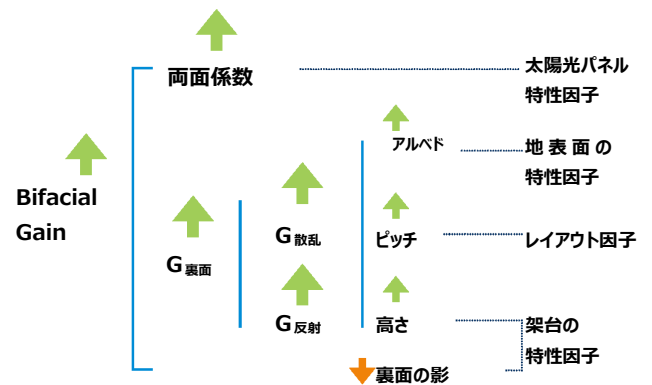 両面係数
太陽光パネル
特性因子
アルベド
地表面の
特性因子
Bifacial
Gain
G裏面
G散乱
ピッチ
レイアウト因子
G反射
高さ
架台の
特性因子
裏面の影